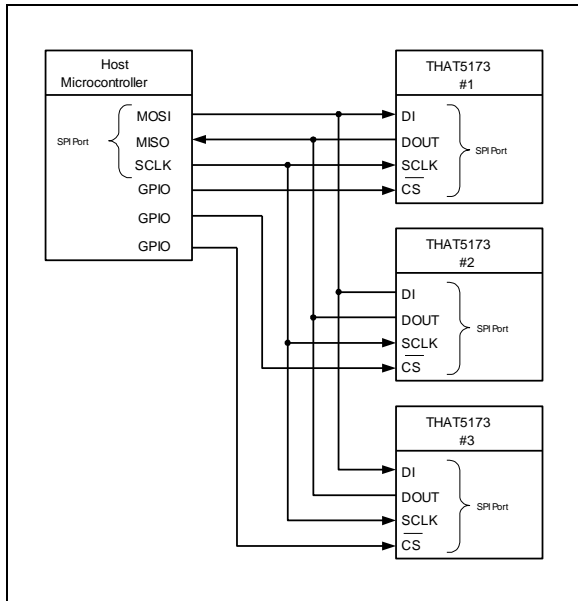 Host
Microcontroller
SPI Port
MOSI
MISO
SCLK
GPIO
GPIO
GPIO
THAT5173
#1
DI
DOUT
SCLK
CS
SPI Port
THAT5173
#2
DI
DOUT
SCLK
CS
SPI Port
THAT5173
#3
DI
DOUT
SCLK
CS
SPI Port